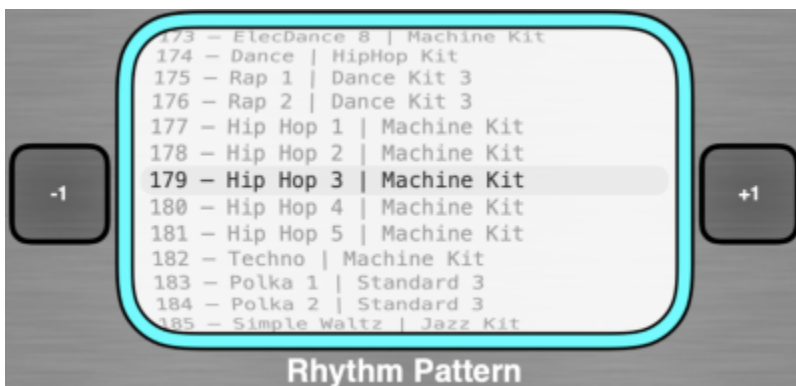 173 – ElecDance 8 | Machine Kit
174 – Dance | HipHop Kit
175 – Rap 1 | Dance Kit 3
176 – Rap 2 | Dance Kit 3
177 – Hip Hop 1 | Machine Kit
178 – Hip Hop 2 | Machine Kit
-1
179 – Hip Hop 3 | Machine Kit
+1
180 – Hip Hop 4 | Machine Kit
181 – Hip Hop 5 | Machine Kit
182 – Techno | Machine Kit
183 – Polka 1 | Standard 3
184 – Polka 2 | Standard 3
185 – Simple Waltz | Jazz Kit
Rhythm Pattern